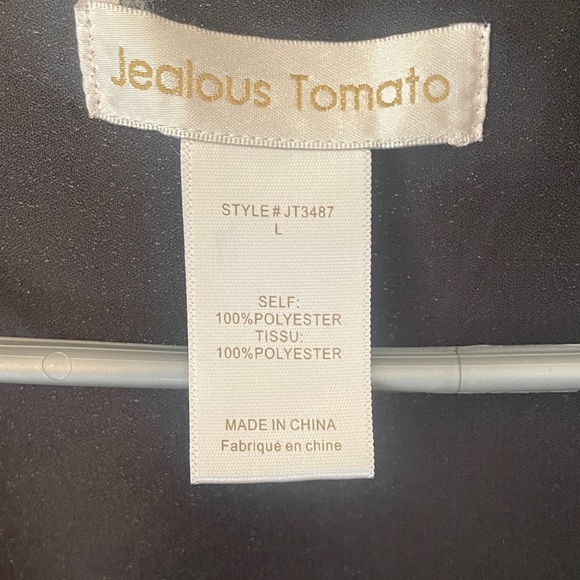 Jealous Tomato
STYLE#JT3487
L
SELF:
100%POLYESTER
TISSU:
100%POLYESTER
MADE IN CHINA
Fabriqué en chine